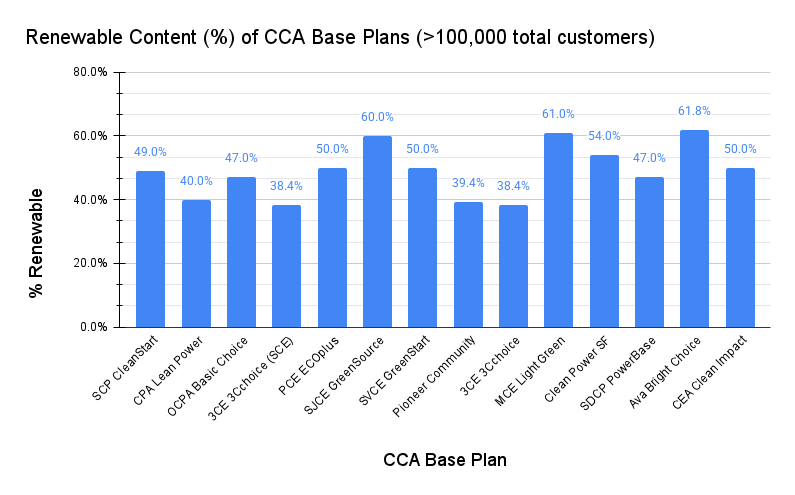 Renewable Content (%) of CCA Base Plans (>100,000 total customers)
% Renewable
80.0%
60.0%
40.0%
20.0%
0.0%
49.0%
40.0%
47.0%
38.4%
50.0%
60.0%
50.0%
39.4%
38.4%
61.0%
54.0%
47.0%
61.8%
50.0%
SCP CleanStart
CPA Lean Power
OCPA Basic Choice
3CE 3Cchoice (SCE)
PCE ECOplus
SJCE GreenSource
SVCE GreenStart
Pioneer Community
3CE 3Cchoice
MCE Light Green
Clean Power SF
SDCP PowerBase
Ava Bright Choice
CEA Clean Impact
CCA Base Plan